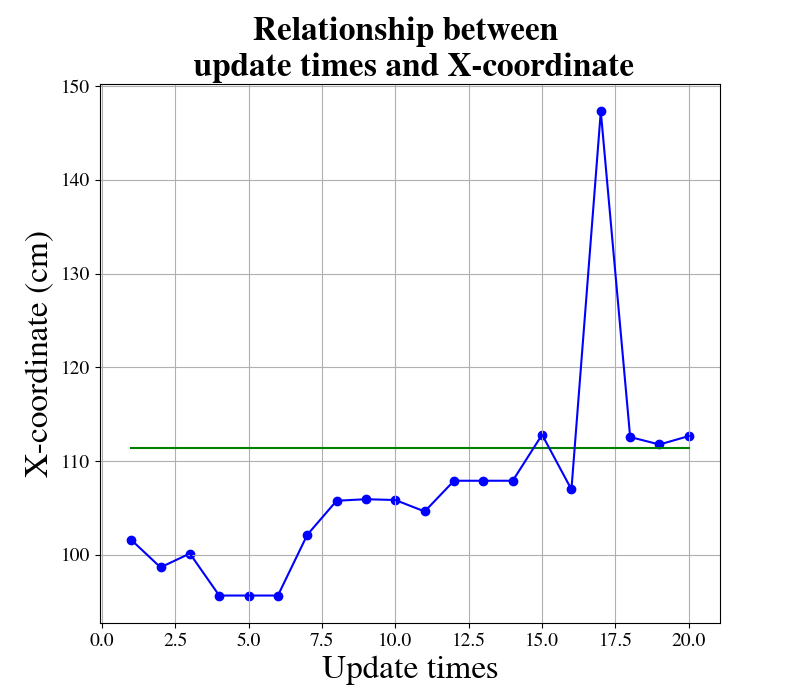 Relationship between
update times and X-coordinate
150
140
130
120
110
100
X-coordinate (cm)
0.0 2.5 5.0 7.5 10.0 12.5 15.0 17.5 20.0
Update times